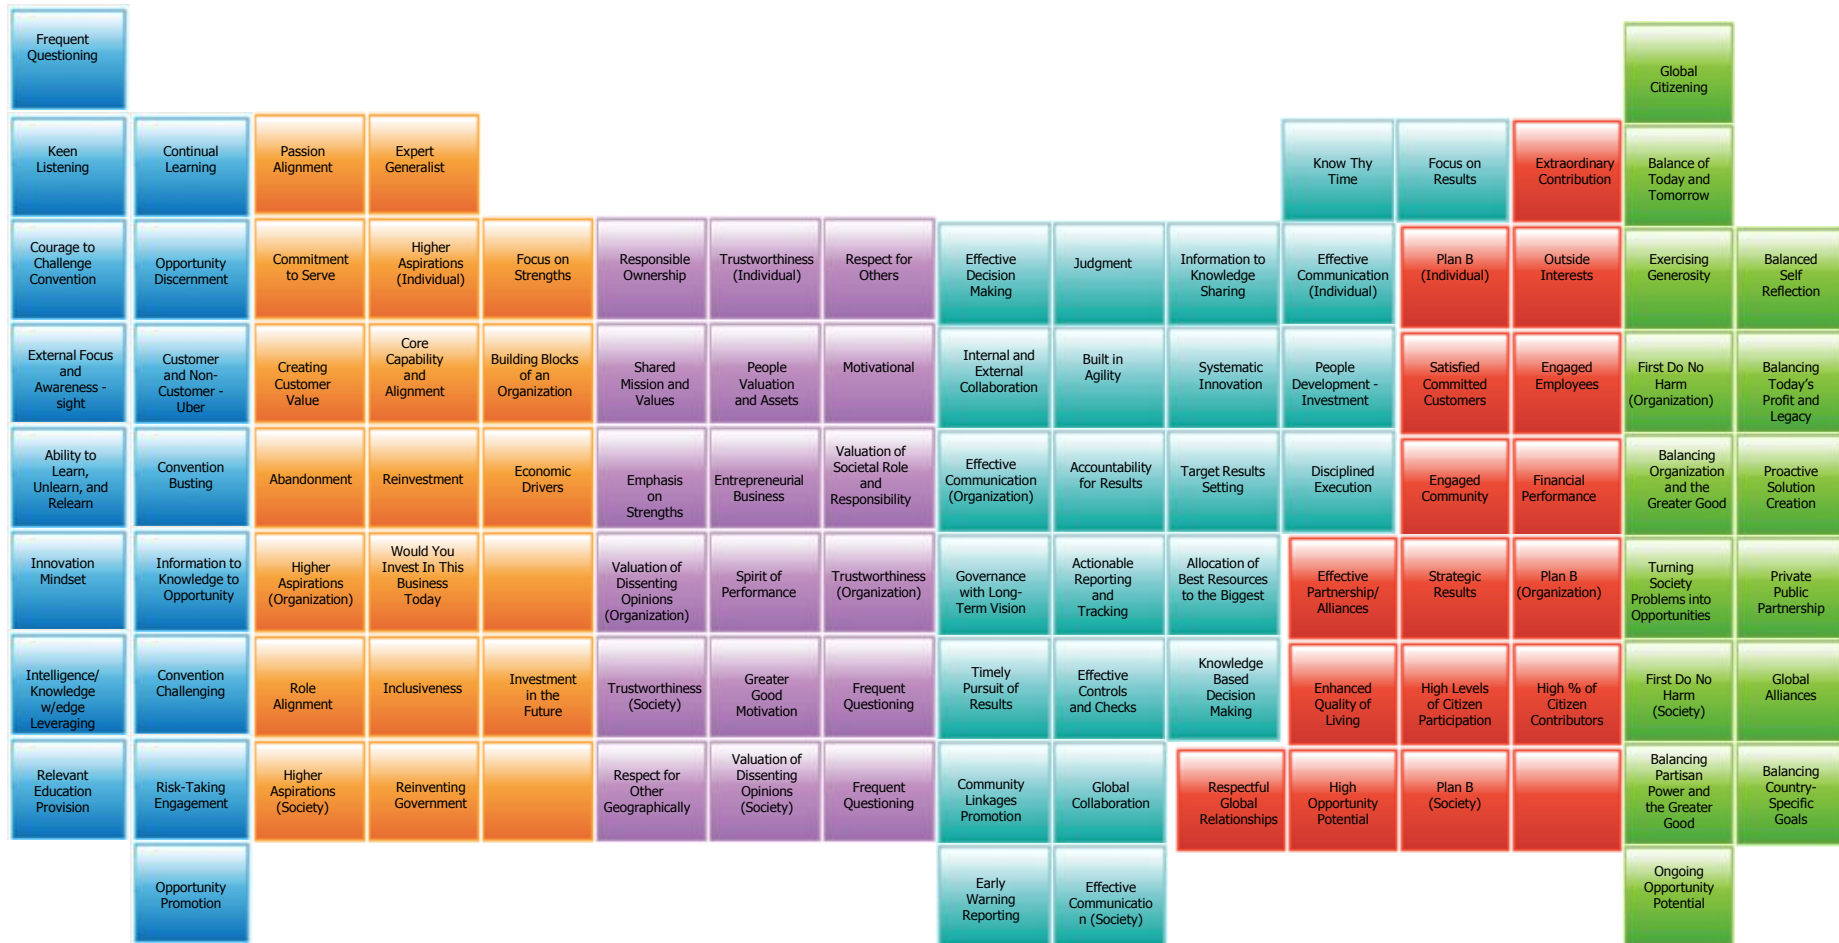 Frequent
Questioning
Global
Citizening
Keen
Listening
Continual
Learning
Passion
Alignment
Expert
Generalist
Know Thy
Time
Focus on
Results
Extraordinary
Contribution
Balance of
Today and
Tomorrow
Courage to
Challenge
Convention
Opportunity
Discernment
Commitment
to Serve
Higher
Aspirations
(Individual)
Focus on
Strengths
Responsible
Ownership
Trustworthiness
(Individual)
Respect for
Others
Effective
Decision
Making
Judgment
Information to
Knowledge
Sharing
Effective
Communication
(Individual)
Plan B
(Individual)
Outside
Interests
Exercising
Generosity
Balanced
Self
Reflection
External Focus
and
Awareness -
sight
Customer
and Non-
Customer -
Uber
Creating
Customer
Value
Core
Capability
and
Alignment
Building Blocks
of an
Organization
Shared
Mission and
Values
People
Valuation
and Assets
Motivational
Internal and
External
Collaboration
Built in
Agility
Systematic
Innovation
People
Development -
Investment
Satisfied
Committed
Customers
Engaged
Employees
First Do No
Harm
(Organization)
Balancing
Today's
Profit and
Legacy
Ability to
Learn,
Unlearn, and
Relearn
Convention
Busting
Abandonment
Reinvestment
Economic
Drivers
Emphasis
on
Strengths
Entrepreneurial
Business
Valuation of
Societal Role
and
Responsibility
Effective
Communication
(Organization)
Accountability
for Results
Target Results
Setting
Disciplined
Execution
Engaged
Community
Financial
Performance
Balancing
Organization
and the
Greater Good
Proactive
Solution
Creation
Innovation
Mindset
Information to
Knowledge to
Opportunity
Higher
Aspirations
(Organization)
Would You
Invest In This
Business
Today
Valuation of
Dissenting
Opinions
(Organization)
Spirit of
Performance
Trustworthiness
(Organization)
Governance
with Long-
Term Vision
Actionable
Reporting
and
Tracking
Allocation of
Best Resources
to the Biggest
Effective
Partnership/
Alliances
Strategic
Results
Plan B
(Organization)
Turning
Society
Problems into
Opportunities
Private
Public
Partnership
Intelligence/
Knowledge
w/edge
Leveraging
Convention
Challenging
Role
Alignment
Inclusiveness
Investment
in the
Future
Trustworthiness
(Society)
Greater
Good
Motivation
Frequent
Questioning
Timely
Pursuit of
Results
Effective
Controls
and Checks
Knowledge
Based
Decision
Making
Enhanced
Quality of
Living
High Levels
of Citizen
Participation
High % of
Citizen
Contributors
First Do No
Harm
(Society)
Global
Alliances
Relevant
Education
Provision
Risk-Taking
Engagement
Higher
Aspirations
(Society)
Reinventing
Government
Respect for
Other
Geographically
Valuation of
Dissenting
Opinions
(Society)
Frequent
Questioning
Community
Linkages
Promotion
Global
Collaboration
Respectful
Global
Relationships
High
Opportunity
Potential
Plan B
(Society)
Balancing
Partisan
Power and
the Greater
Good
Balancing
Country-
Specific
Goals
Opportunity
Promotion
Early
Warning
Reporting
Effective
Communicatio
n (Society)
Ongoing
Opportunity
Potential